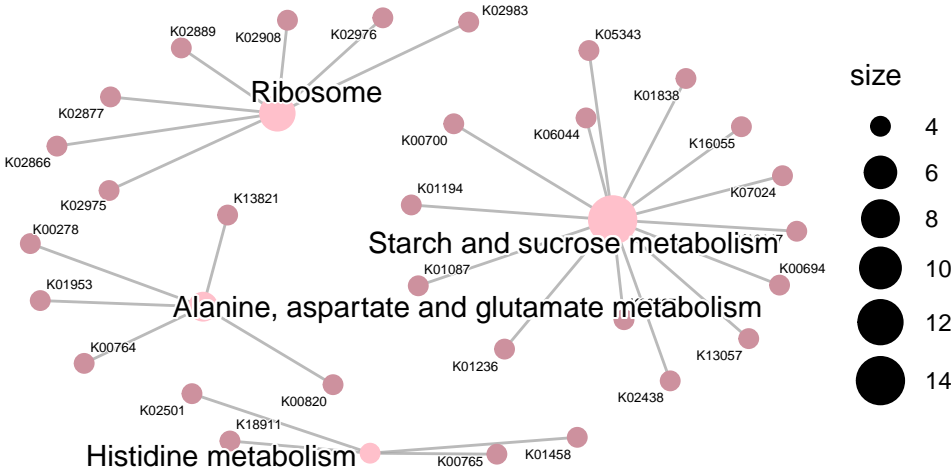 K02983
K02889
K02908
K02976
K05343
size
Ribosome
K01838
K02877
4
K00700
K06044
K16055
K02866
6
K02975
K13821
K01194
K07024
8
K00278
Starch and sucrose metabolism
K01087
K00694
10
K01953
Alanine, aspartate and glutamate metabolism
12
K00764
K01236
K13057
14
K00820
K02438
K02501
K18911
Histidine metabolism
K00765
K01458